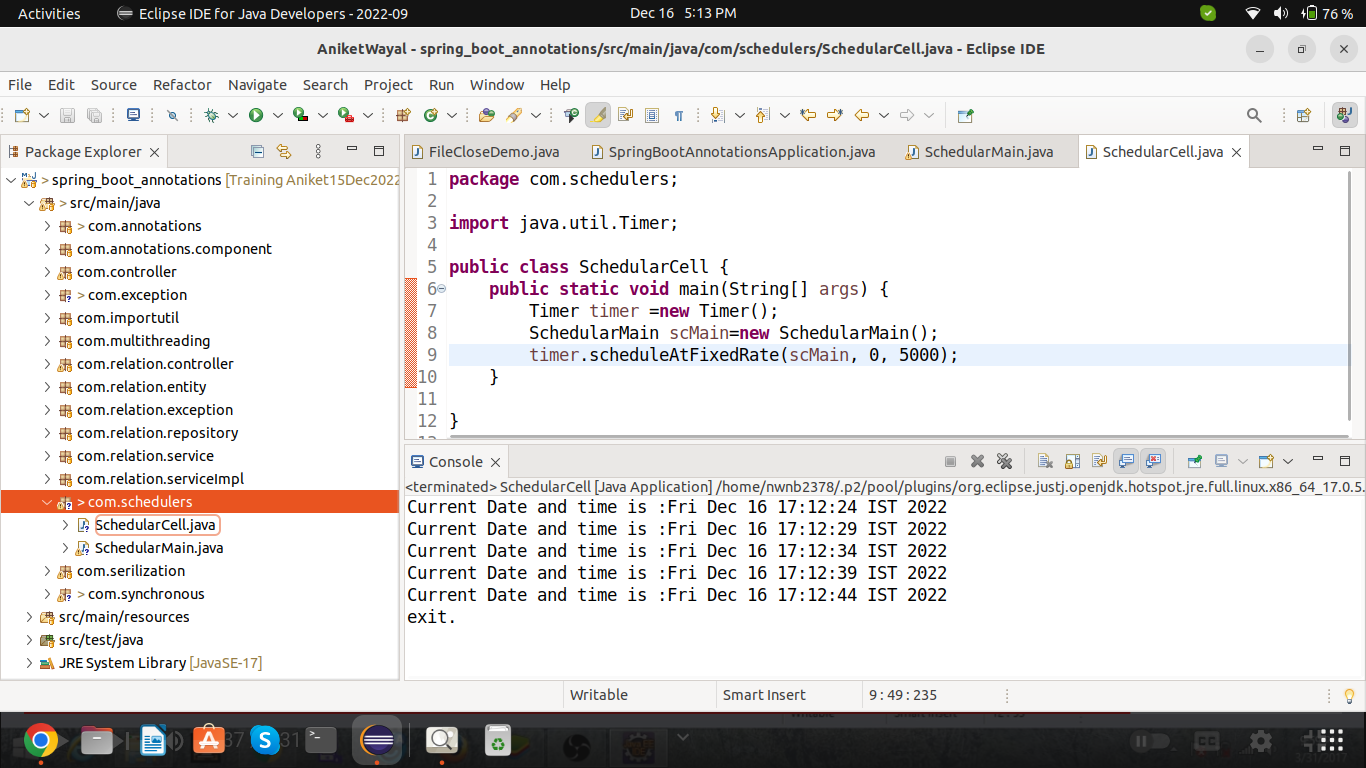 Activities Eclipse IDE for Java Developers - 2022-09 Dec 16 5:13 PM 76 %
AniketWayal - spring_boot_annotations/src/main/java/com/schedulers/SchedularCell.java - Eclipse IDE
File Edit Source Refactor Navigate Search Project Run Window Help
Package Explorer
> spring_boot_annotations [Training Aniket15Dec2022
> src/main/java
> com.annotations
com.annotations.component
com.controller
> com.exception
com.importutil
com.multithreading
com.relation.controller
com.relation.entity
com.relation.exception
com.relation.repository
com.relation.service
com.relation.serviceImpl
> com.schedulers
SchedularCell.java
SchedularMain.java
com.serilization
> com.synchronous
src/main/resources
src/test/java
JRE System Library [JavaSE-17]
FileCloseDemo.java SpringBootAnnotationsApplication.java SchedularMain.java SchedularCell.java
1 package com.schedulers;
2
3 import java.util.Timer;
4
5 public class SchedularCell {
6 public static void main(String[] args) {
7 Timer timer =new Timer();
8 SchedularMain scMain=new SchedularMain();
9 timer.scheduleAtFixedRate(scMain, 0, 5000);
10 }
11
12 }
Console
<terminated> SchedularCell [Java Application] /home/nwnb2378/.p2/pool/plugins/org.eclipse.justj.openjdk.hotspot.jre.full.linux.x86_64_17.0.5.
Current Date and time is :Fri Dec 16 17:12:24 IST 2022
Current Date and time is :Fri Dec 16 17:12:29 IST 2022
Current Date and time is :Fri Dec 16 17:12:34 IST 2022
Current Date and time is :Fri Dec 16 17:12:39 IST 2022
Current Date and time is :Fri Dec 16 17:12:44 IST 2022
exit.
Writable Smart Insert 9 : 49 : 235